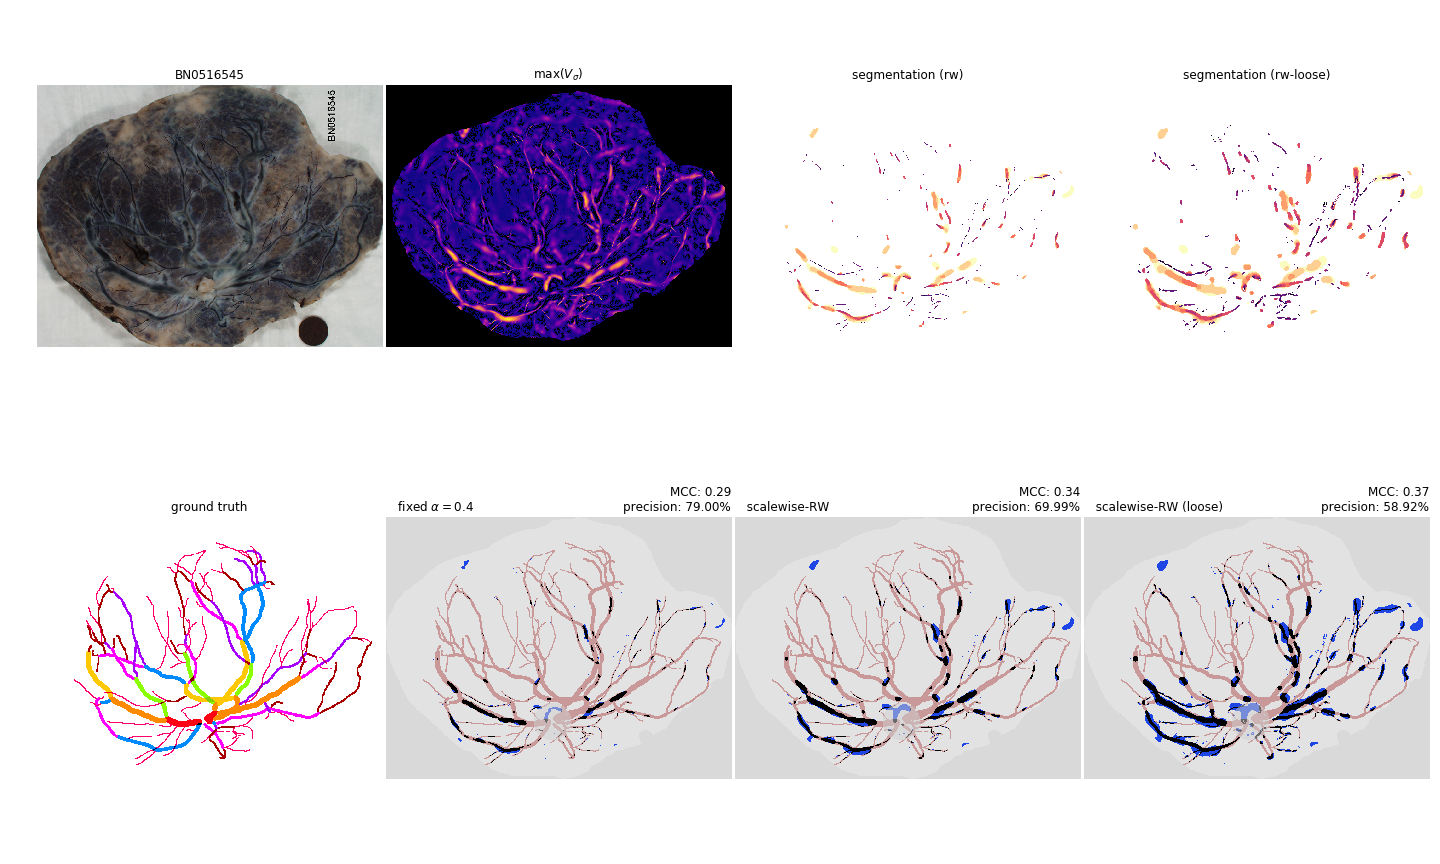 BN0516545
max(V_σ)
segmentation (rw)
segmentation (rw-loose)
BN0516545
ground truth
fixed α = 0.4
MCC: 0.29
precision: 79.00%
scalewise-RW
MCC: 0.34
precision: 69.99%
scalewise-RW (loose)
MCC: 0.37
precision: 58.92%